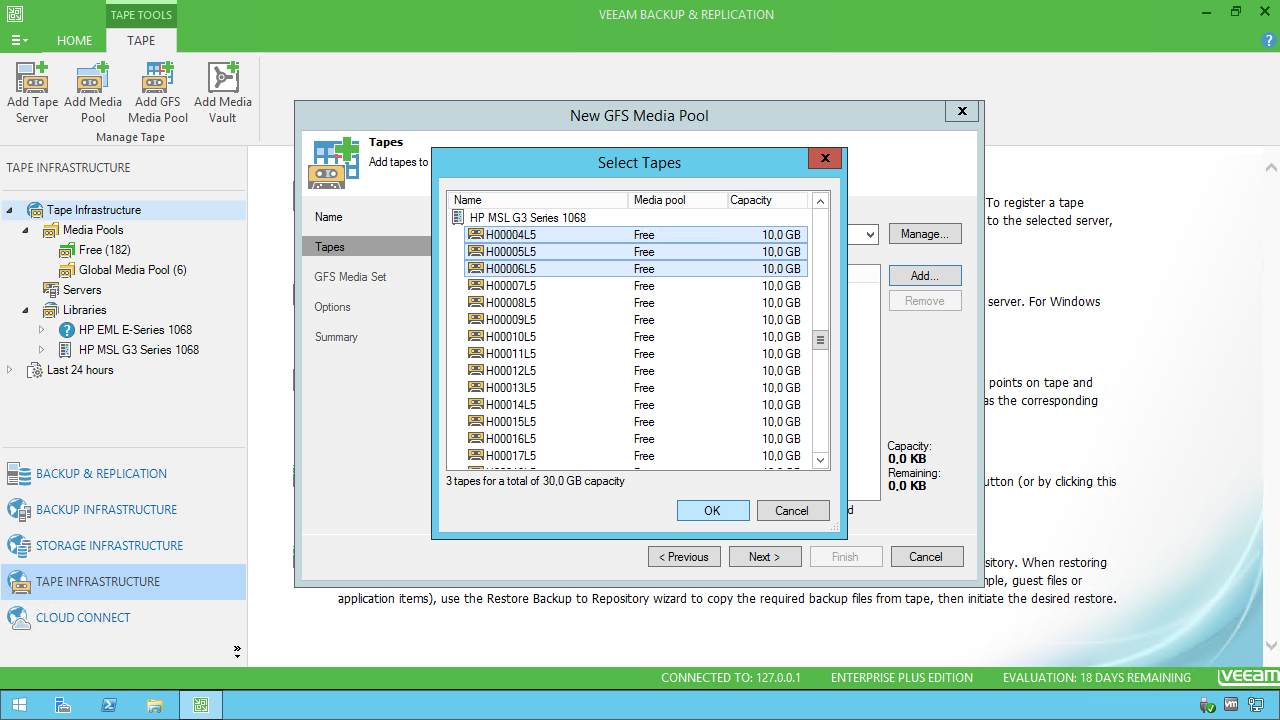 TAPE TOOLS
VEEAM BACKUP & REPLICATION
HOME
TAPE
Add Tape Server
Add Media Pool
Add GFS Media Pool
Add Media Vault
Manage Tape
TAPE INFRASTRUCTURE
Tape Infrastructure
Media Pools
Free (182)
Global Media Pool (6)
Servers
Libraries
HP EML E-Series 1068
HP MSL G3 Series 1068
Last 24 hours
BACKUP & REPLICATION
BACKUP INFRASTRUCTURE
STORAGE INFRASTRUCTURE
TAPE INFRASTRUCTURE
CLOUD CONNECT
New GFS Media Pool
x
Tapes
Add tapes to
Name
Tapes
GFS Media Set
Options
Summary
Manage...
Add...
Remove
Capacity:
0,0 KB
Remaining:
0,0 KB
d
< Previous
Next >
Finish
Cancel
Select Tapes
x
Name Media pool Capacity
HP MSL G3 Series 1068
H00004L5 Free 10,0 GB
H00005L5 Free 10,0 GB
H00006L5 Free 10,0 GB
H00007L5 Free 10,0 GB
H00008L5 Free 10,0 GB
H00009L5 Free 10,0 GB
H00010L5 Free 10,0 GB
H00011L5 Free 10,0 GB
H00012L5 Free 10,0 GB
H00013L5 Free 10,0 GB
H00014L5 Free 10,0 GB
H00015L5 Free 10,0 GB
H00016L5 Free 10,0 GB
H00017L5 Free 10,0 GB
3 tapes for a total of 30,0 GB capacity
OK
Cancel
To register a tape
to the selected server,
server. For Windows
points on tape and
as the corresponding
utton (or by clicking this
sitory. When restoring
mple, guest files or
application items), use the Restore Backup to Repository wizard to copy the required backup files from tape, then initiate the desired restore.
CONNECTED TO: 127.0.0.1
ENTERPRISE PLUS EDITION
EVALUATION: 18 DAYS REMAINING
veeam
vm